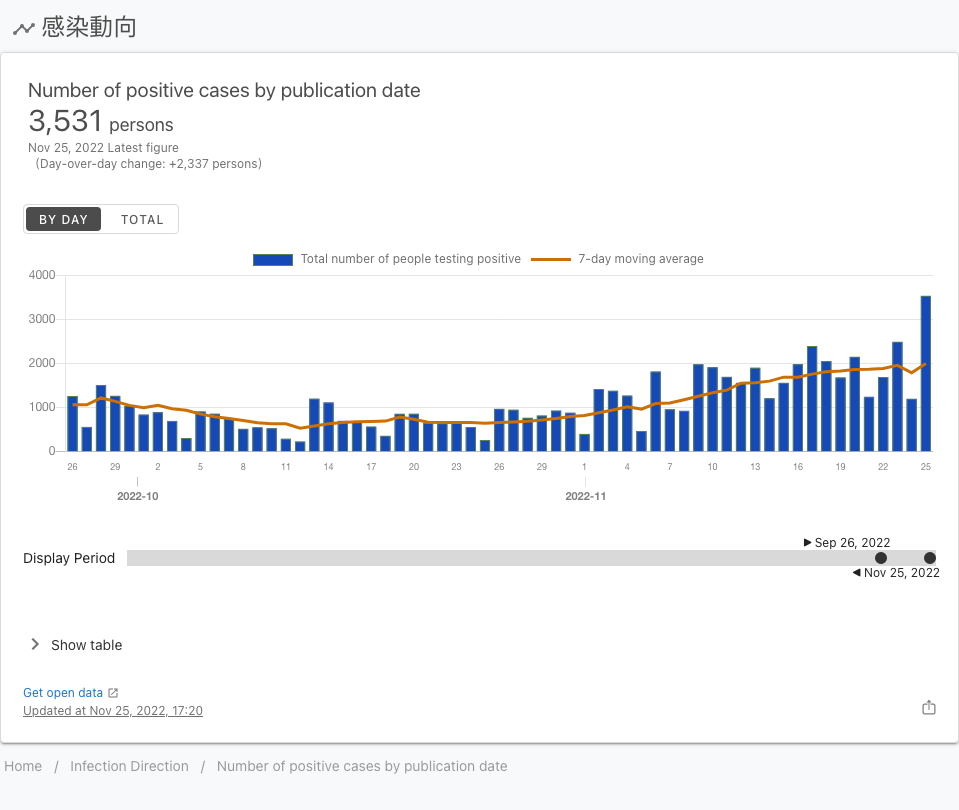 感染動向
Number of positive cases by publication date
3,531 persons
Nov 25, 2022 Latest figure
(Day-over-day change: +2,337 persons)
BY DAY TOTAL
Total number of people testing positive 7-day moving average
4000
3000
2000
1000
0
26 29 2 5 8 11 14 17 20 23 26 29 1 4 7 10 13 16 19 22 25
2022-10 2022-11
Sep 26, 2022
Display Period
Nov 25, 2022
Show table
Get open data
Updated at Nov 25, 2022, 17:20
Home / Infection Direction / Number of positive cases by publication date